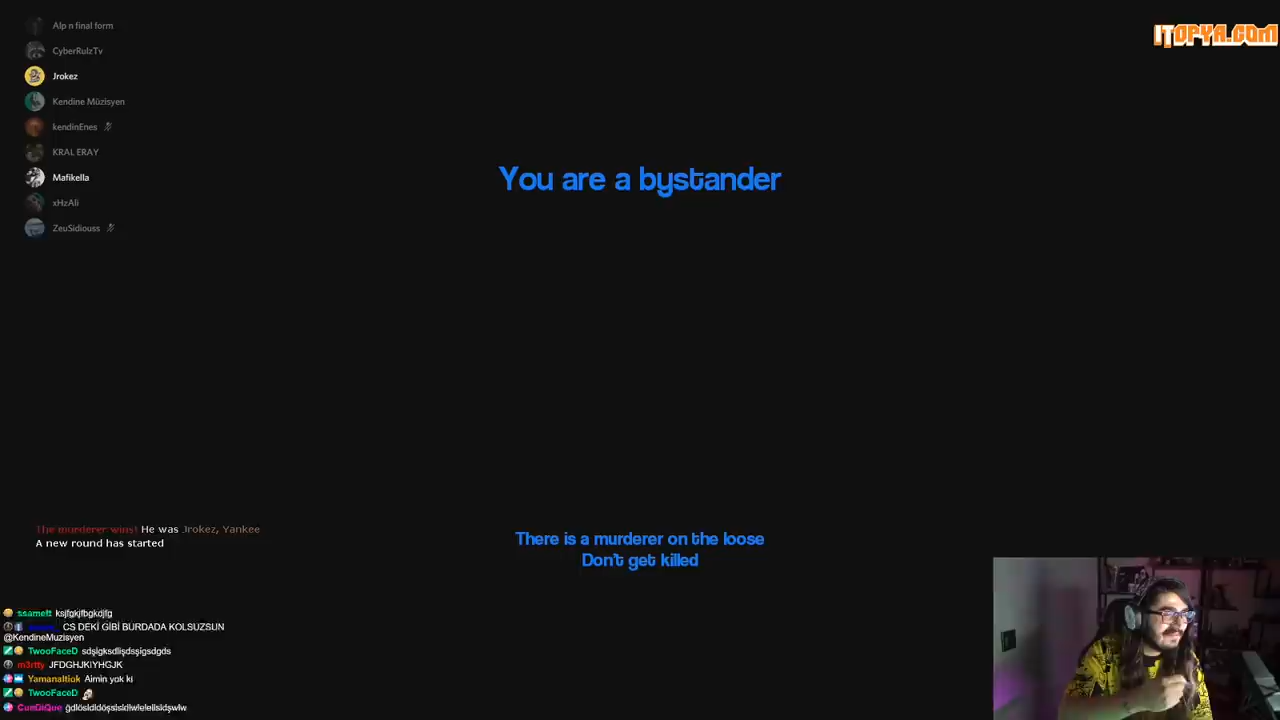 Alp n final form
CyberRulzTv
Jrokez
Kendine Müzisyen
kendinEnes
KRAL ERAY
Mafikella
xHzAli
ZeuSidiouss
ITOPYA.COM
You are a bystander
The murderer wins! He was Jrokez, Yankee
A new round has started
There is a murderer on the loose
Don't get killed
ssamett ksjfgkjfbgkdjfg
CS DEKİ GİBİ BURDADA KOLSUZSUN
@KendineMuzisyen
TwooFaceD sdşlgksdlişdsşigsdgds
m3rtty JFDGHJKIYHGJK
Yamanaltiok Aimin yok ki
TwooFaceD
CunDiQue